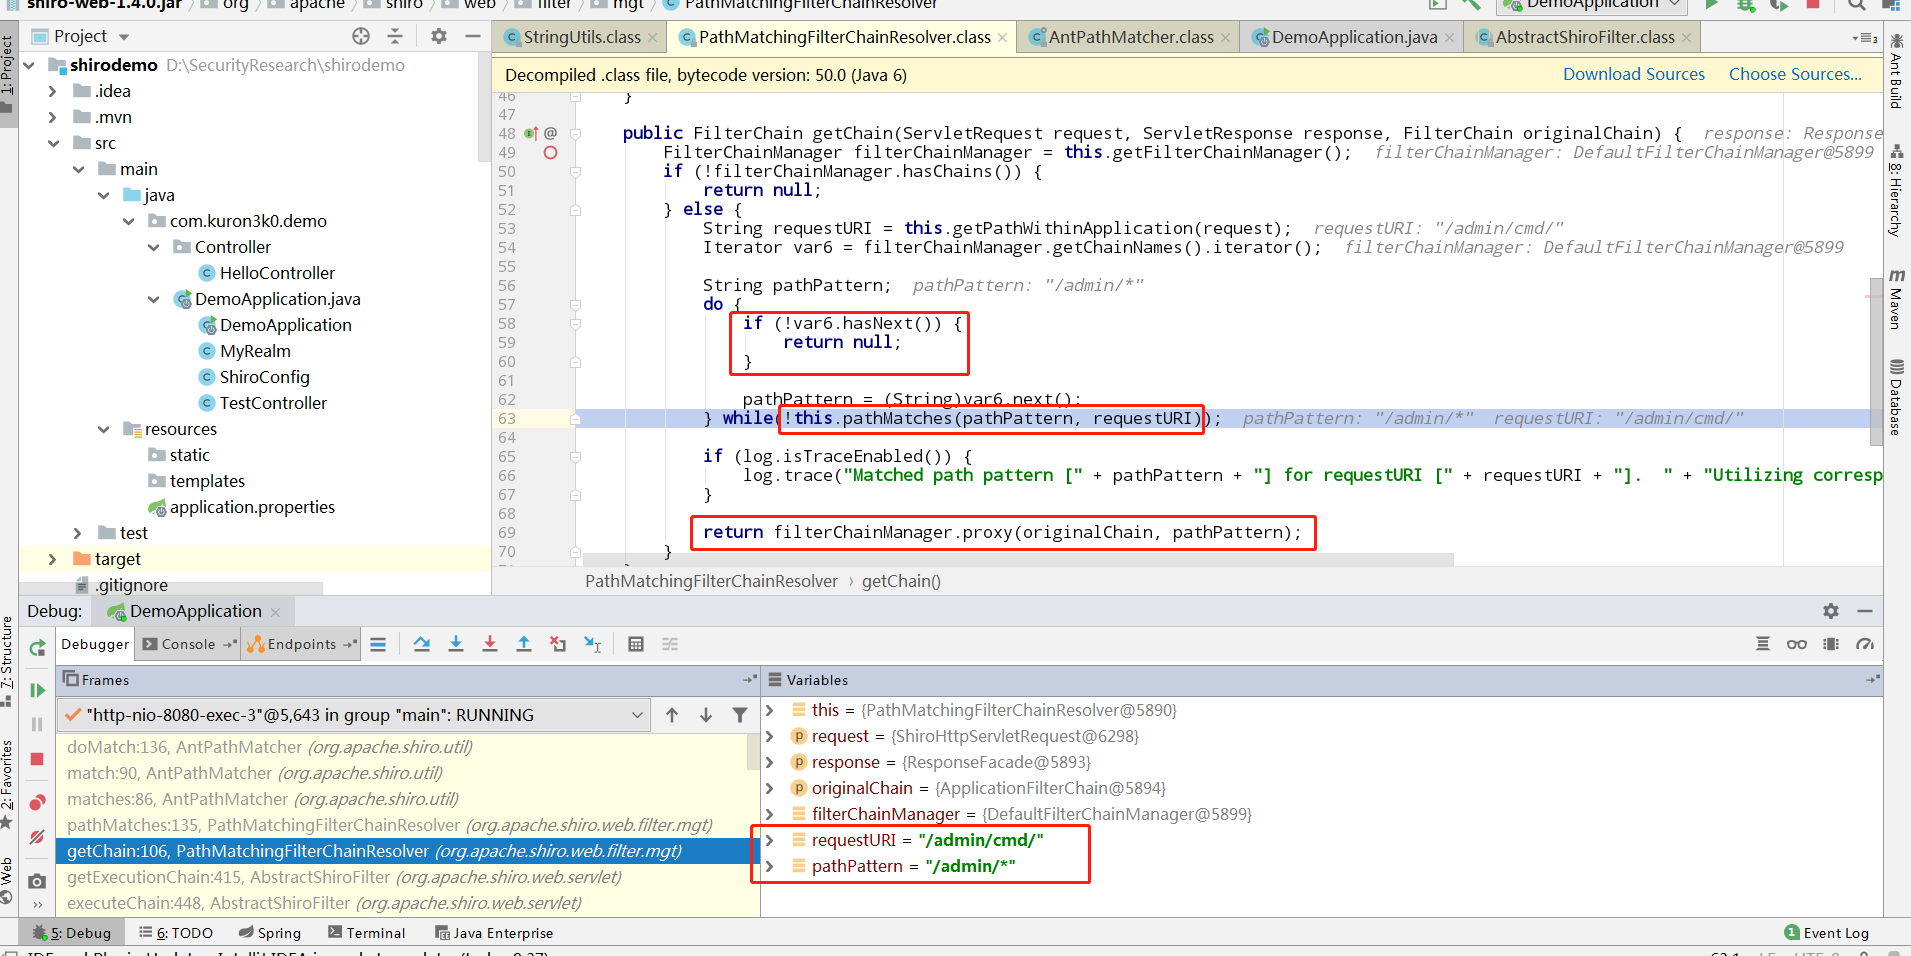 shiro-web-1.4.0.jar › org › apache › shiro › web › filter › mgt › PathMatchingFilterChainResolver
DemoApplication
Project
StringUtils.class
PathMatchingFilterChainResolver.class
AntPathMatcher.class
DemoApplication.java
AbstractShiroFilter.class
3
1: Project
shirodemo D:\SecurityResearch\shirodemo
.idea
.mvn
src
main
java
com.kuron3k0.demo
Controller
HelloController
DemoApplication.java
DemoApplication
MyRealm
ShiroConfig
TestController
resources
static
templates
application.properties
test
target
.gitignore
Decompiled .class file, bytecode version: 50.0 (Java 6)
Download Sources
Choose Sources...
46 }
47
48 public FilterChain getChain(ServletRequest request, ServletResponse response, FilterChain originalChain) { response: Response
49 FilterChainManager filterChainManager = this.getFilterChainManager(); filterChainManager: DefaultFilterChainManager@5899
50 if (!filterChainManager.hasChains()) {
51 return null;
52 } else {
53 String requestURI = this.getPathWithinApplication(request); requestURI: "/admin/cmd/"
54 Iterator var6 = filterChainManager.getChainNames().iterator(); filterChainManager: DefaultFilterChainManager@5899
55
56 String pathPattern; pathPattern: "/admin/*"
57 do {
58 if (!var6.hasNext()) {
59 return null;
60 }
61
62 pathPattern = (String)var6.next();
63 } while(!this.pathMatches(pathPattern, requestURI)); pathPattern: "/admin/*" requestURI: "/admin/cmd/"
64
65 if (log.isTraceEnabled()) {
66 log.trace("Matched path pattern [" + pathPattern + "] for requestURI [" + requestURI + "].  " + "Utilizing corresp
67 }
68
69 return filterChainManager.proxy(originalChain, pathPattern);
70 }
PathMatchingFilterChainResolver › getChain()
Ant Build
8: Hierarchy
m Maven
Database
Debug: DemoApplication
Debugger
Console
Endpoints
7: Structure
2: Favorites
Web
Frames
"http-nio-8080-exec-3"@5,643 in group "main": RUNNING
doMatch:136, AntPathMatcher (org.apache.shiro.util)
match:90, AntPathMatcher (org.apache.shiro.util)
matches:86, AntPathMatcher (org.apache.shiro.util)
pathMatches:135, PathMatchingFilterChainResolver (org.apache.shiro.web.filter.mgt)
getChain:106, PathMatchingFilterChainResolver (org.apache.shiro.web.filter.mgt)
getExecutionChain:415, AbstractShiroFilter (org.apache.shiro.web.servlet)
executeChain:448, AbstractShiroFilter (org.apache.shiro.web.servlet)
Variables
this = {PathMatchingFilterChainResolver@5890}
request = {ShiroHttpServletRequest@6298}
response = {ResponseFacade@5893}
originalChain = {ApplicationFilterChain@5894}
filterChainManager = {DefaultFilterChainManager@5899}
requestURI = "/admin/cmd/"
pathPattern = "/admin/*"
5: Debug
6: TODO
Spring
Terminal
Java Enterprise
1 Event Log